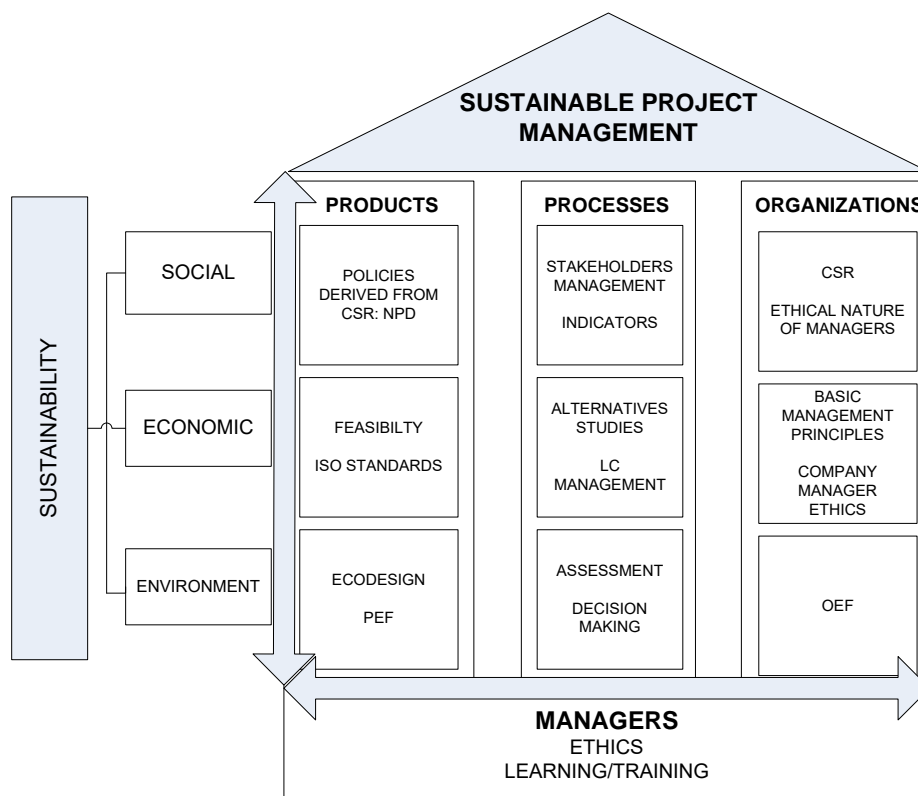 SUSTAINABLE PROJECT
MANAGEMENT
SUSTAINABILITY
SOCIAL
ECONOMIC
ENVIRONMENT
PRODUCTS
POLICIES
DERIVED FROM
CSR: NPD
FEASIBILTY
ISO STANDARDS
ECODESIGN
PEF
PROCESSES
STAKEHOLDERS
MANAGEMENT
INDICATORS
ALTERNATIVES
STUDIES
LC
MANAGEMENT
ASSESSMENT
DECISION
MAKING
ORGANIZATIONS
CSR
ETHICAL NATURE
OF MANAGERS
BASIC
MANAGEMENT
PRINCIPLES
COMPANY
MANAGER
ETHICS
OEF
MANAGERS
ETHICS
LEARNING/TRAINING